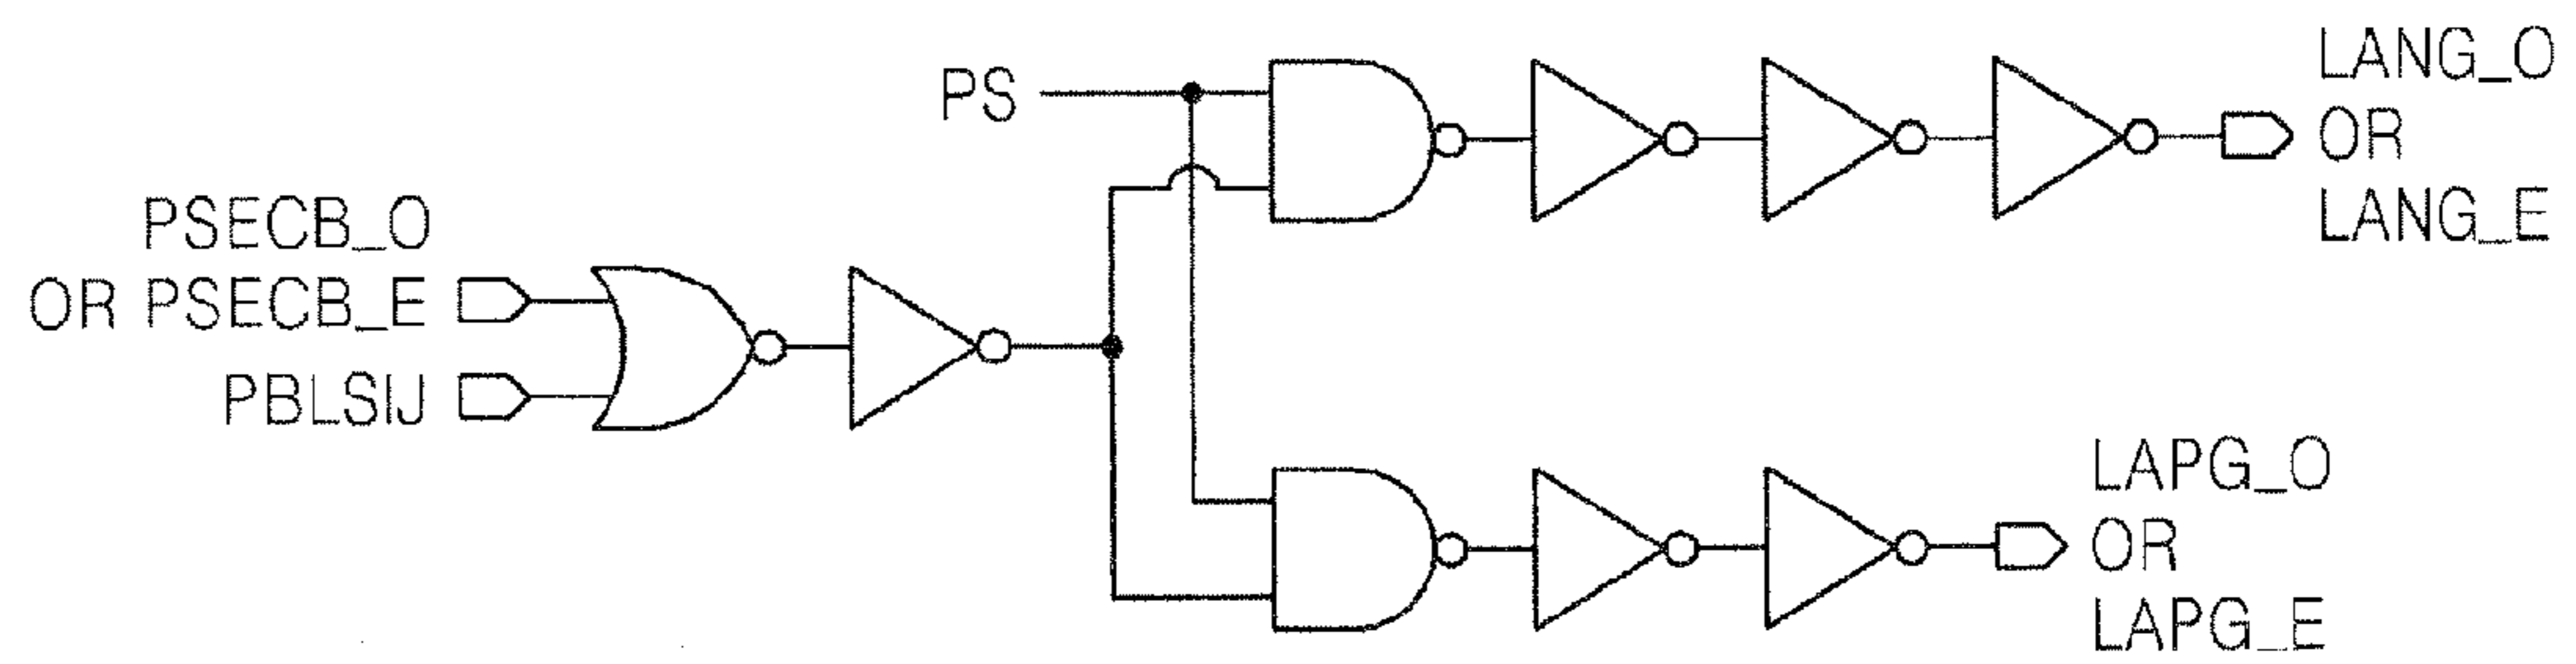 PS
LANG_O
OR
LANG_E
PSECB_O
OR PSECB_E
PBLSIJ
LAPG_O
OR
LAPG_E